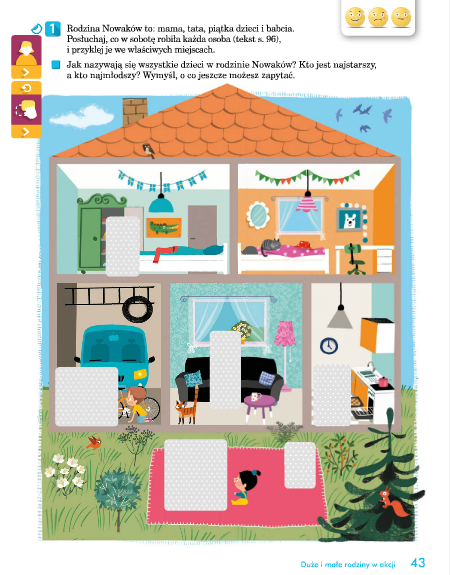 1 Rodzina Nowaków to: mama, tata, piątka dzieci i babcia.
Posłuchaj, co w sobotę robiła każda osoba (tekst s. 96),
i przyklej je we właściwych miejscach.
Jak nazywają się wszystkie dzieci w rodzinie Nowaków? Kto jest najstarszy,
a kto najmłodszy? Wymyśl, o co jeszcze możesz zapytać.
Duże i małe rodziny w akcji 43